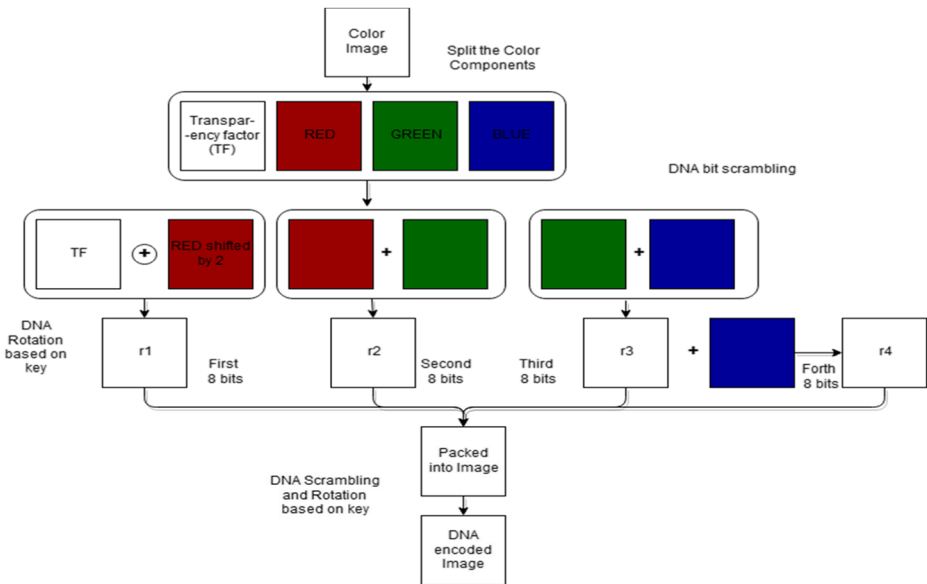 Color
Image
Split the Color
Components
Transpar-
-ency factor
(TF)
RED
GREEN
BLUE
DNA bit scrambling
TF
+
RED shifted
by 2
+
+
DNA
Rotation
based on
key
r1
First
8 bits
r2
Second
8 bits
Third
8 bits
r3
+
Forth
8 bits
r4
Packed
into Image
DNA Scrambling
and Rotation
based on key
DNA
encoded
Image